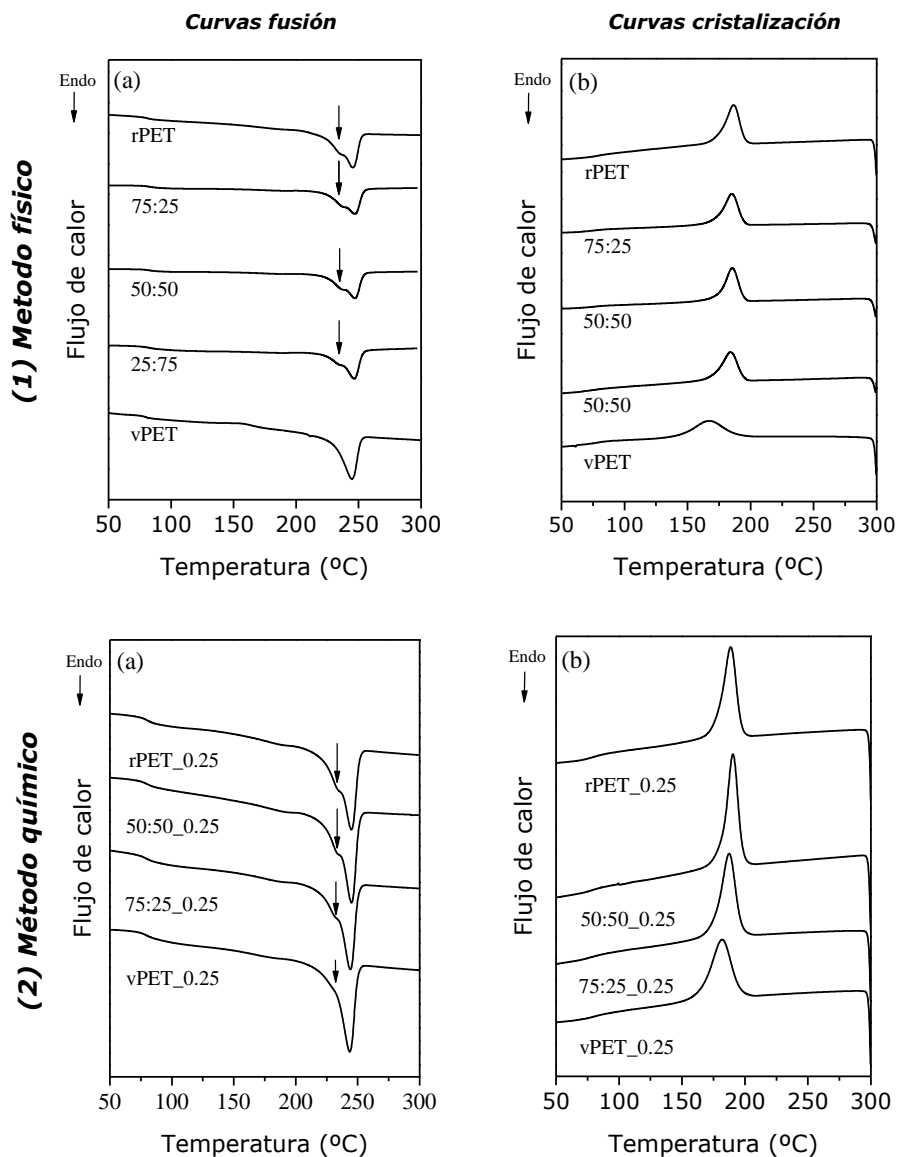 Curvas fusión
Curvas cristalización
(1) Metodo físico
Endo
Flujo de calor
(a)
rPET
75:25
50:50
25:75
vPET
50 100 150 200 250 300
Temperatura (ºC)
Endo
Flujo de calor
(b)
rPET
75:25
50:50
50:50
vPET
50 100 150 200 250 300
Temperatura (ºC)
(2) Método químico
Endo
Flujo de calor
(a)
rPET_0.25
50:50_0.25
75:25_0.25
vPET_0.25
50 100 150 200 250 300
Temperatura (ºC)
Endo
Flujo de calor
(b)
rPET_0.25
50:50_0.25
75:25_0.25
vPET_0.25
50 100 150 200 250 300
Temperatura (ºC)